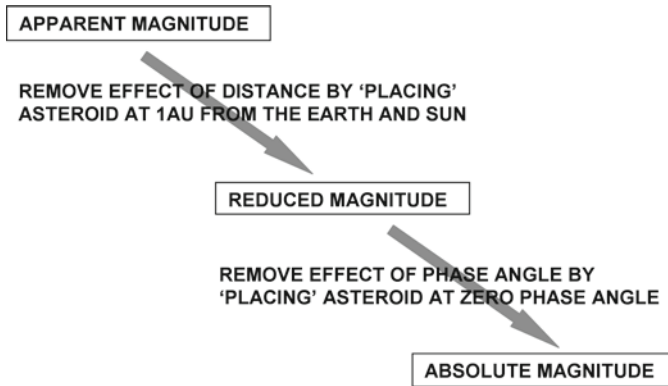 APPARENT MAGNITUDE
REMOVE EFFECT OF DISTANCE BY ‘PLACING’
ASTEROID AT 1AU FROM THE EARTH AND SUN
REDUCED MAGNITUDE
REMOVE EFFECT OF PHASE ANGLE BY
‘PLACING’ ASTEROID AT ZERO PHASE ANGLE
ABSOLUTE MAGNITUDE